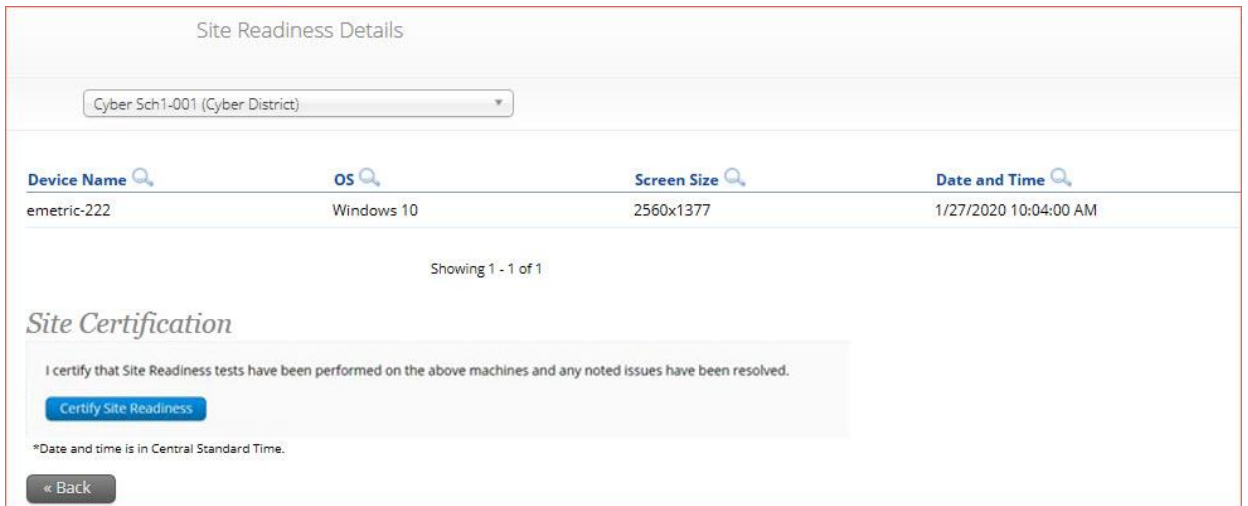 Site Readiness Details
Cyber Sch1-001 (Cyber District)
Device Name OS Screen Size Date and Time
emetric-222 Windows 10 2560x1377 1/27/2020 10:04:00 AM
Showing 1 - 1 of 1
Site Certification
I certify that Site Readiness tests have been performed on the above machines and any noted issues have been resolved.
Certify Site Readiness
*Date and time is in Central Standard Time.
« Back